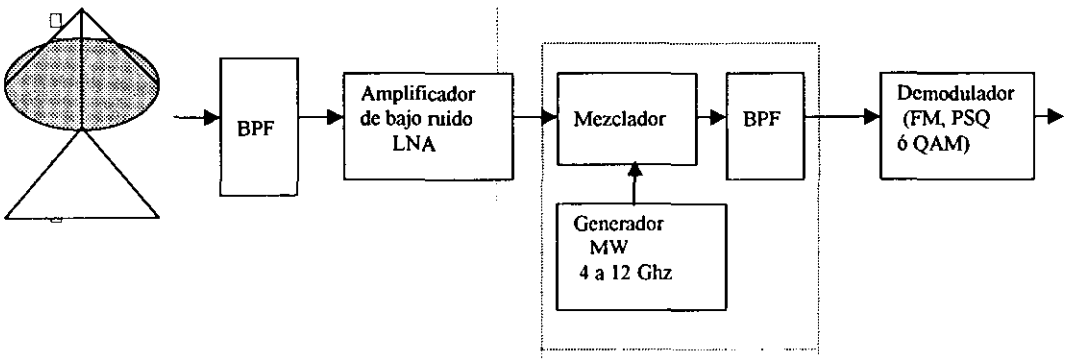 BPF
Amplificador
de bajo ruido
LNA
Mezclador
BPF
Demodulador
(FM, PSQ
ó QAM)
Generador
MW
4 a 12 Ghz